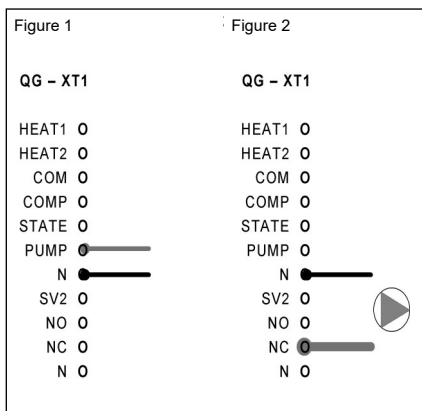 Figure 1
QG – XT1
HEAT1 O
HEAT2 O
COM O
COMP O
STATE O
PUMP O
N
SV2 O
NO O
NC O
N O
Figure 2
QG – XT1
HEAT1 O
HEAT2 O
COM O
COMP O
STATE O
PUMP O
N
SV2 O
NO O
NC O
N O